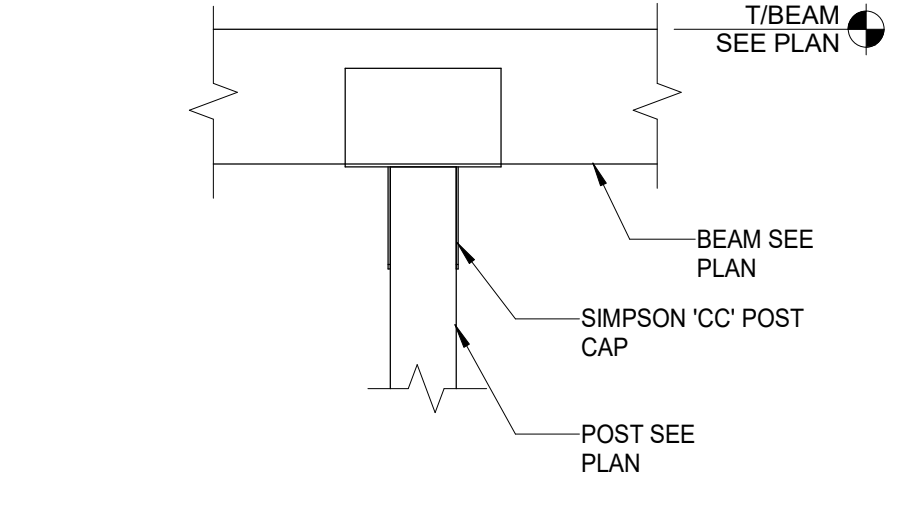 T/BEAM
SEE PLAN
BEAM SEE
PLAN
SIMPSON 'CC' POST
CAP
POST SEE
PLAN